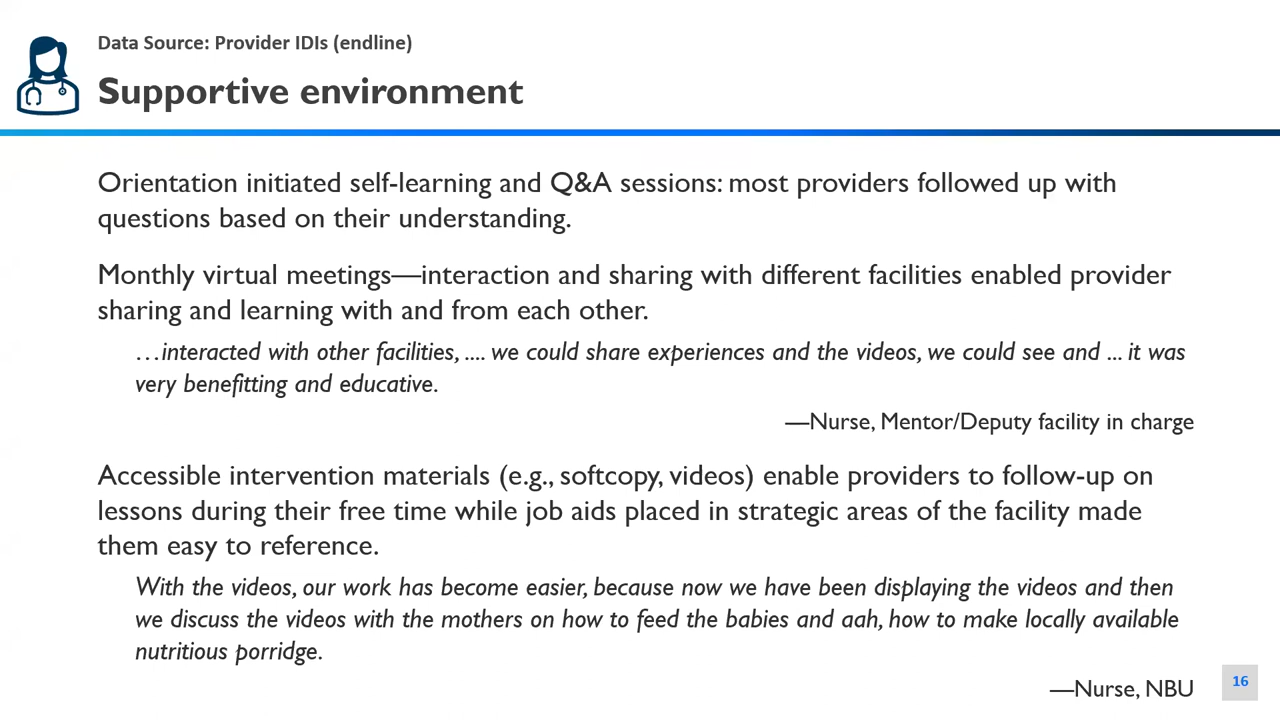 Data Source: Provider IDIs (endline)
Supportive environment
Orientation initiated self-learning and Q&A sessions: most providers followed up with
questions based on their understanding.
Monthly virtual meetings—interaction and sharing with different facilities enabled provider
sharing and learning with and from each other.
…interacted with other facilities, .... we could share experiences and the videos, we could see and ... it was
very benefitting and educative.
—Nurse, Mentor/Deputy facility in charge
Accessible intervention materials (e.g., softcopy, videos) enable providers to follow-up on
lessons during their free time while job aids placed in strategic areas of the facility made
them easy to reference.
With the videos, our work has become easier, because now we have been displaying the videos and then
we discuss the videos with the mothers on how to feed the babies and aah, how to make locally available
nutritious porridge.
—Nurse, NBU
16